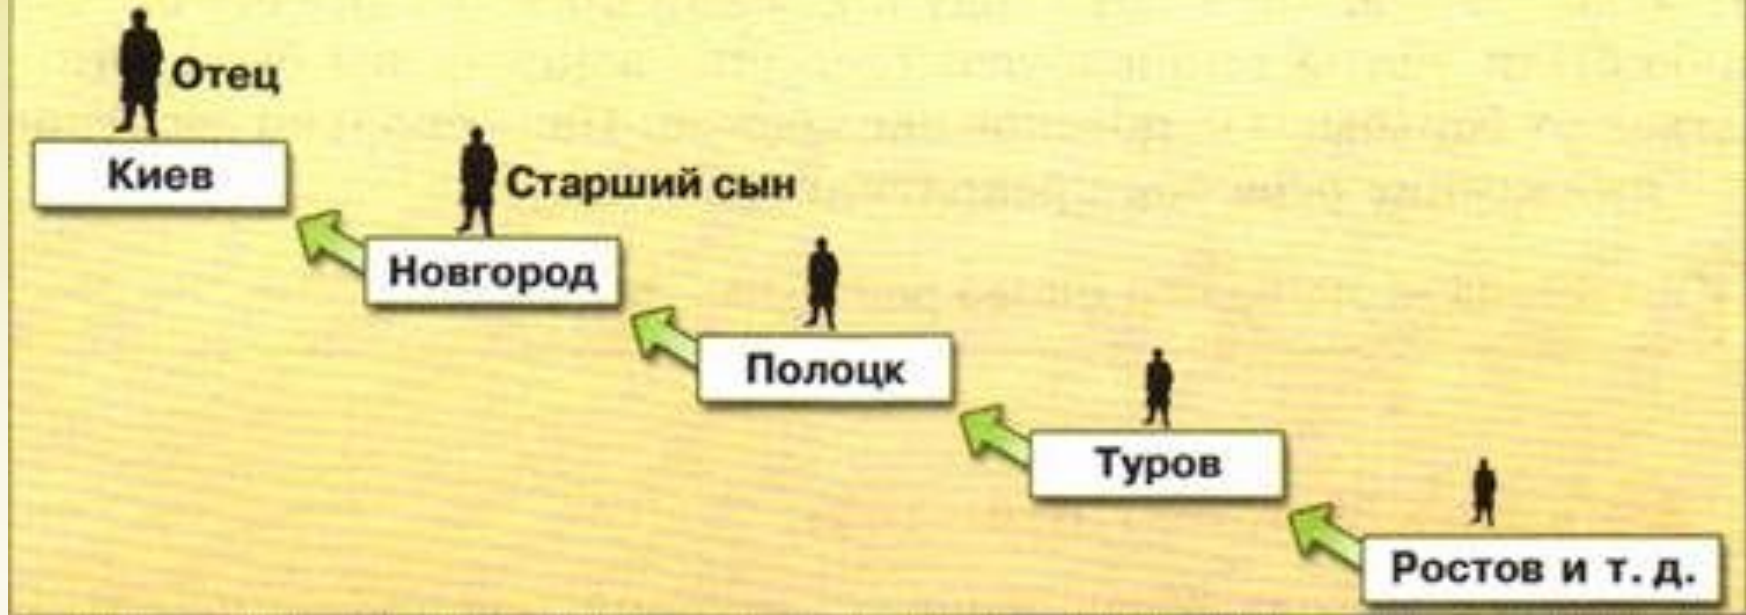 Отец
Киев
Старший сын
Новгород
Полоцк
Туров
Ростов и т. д.